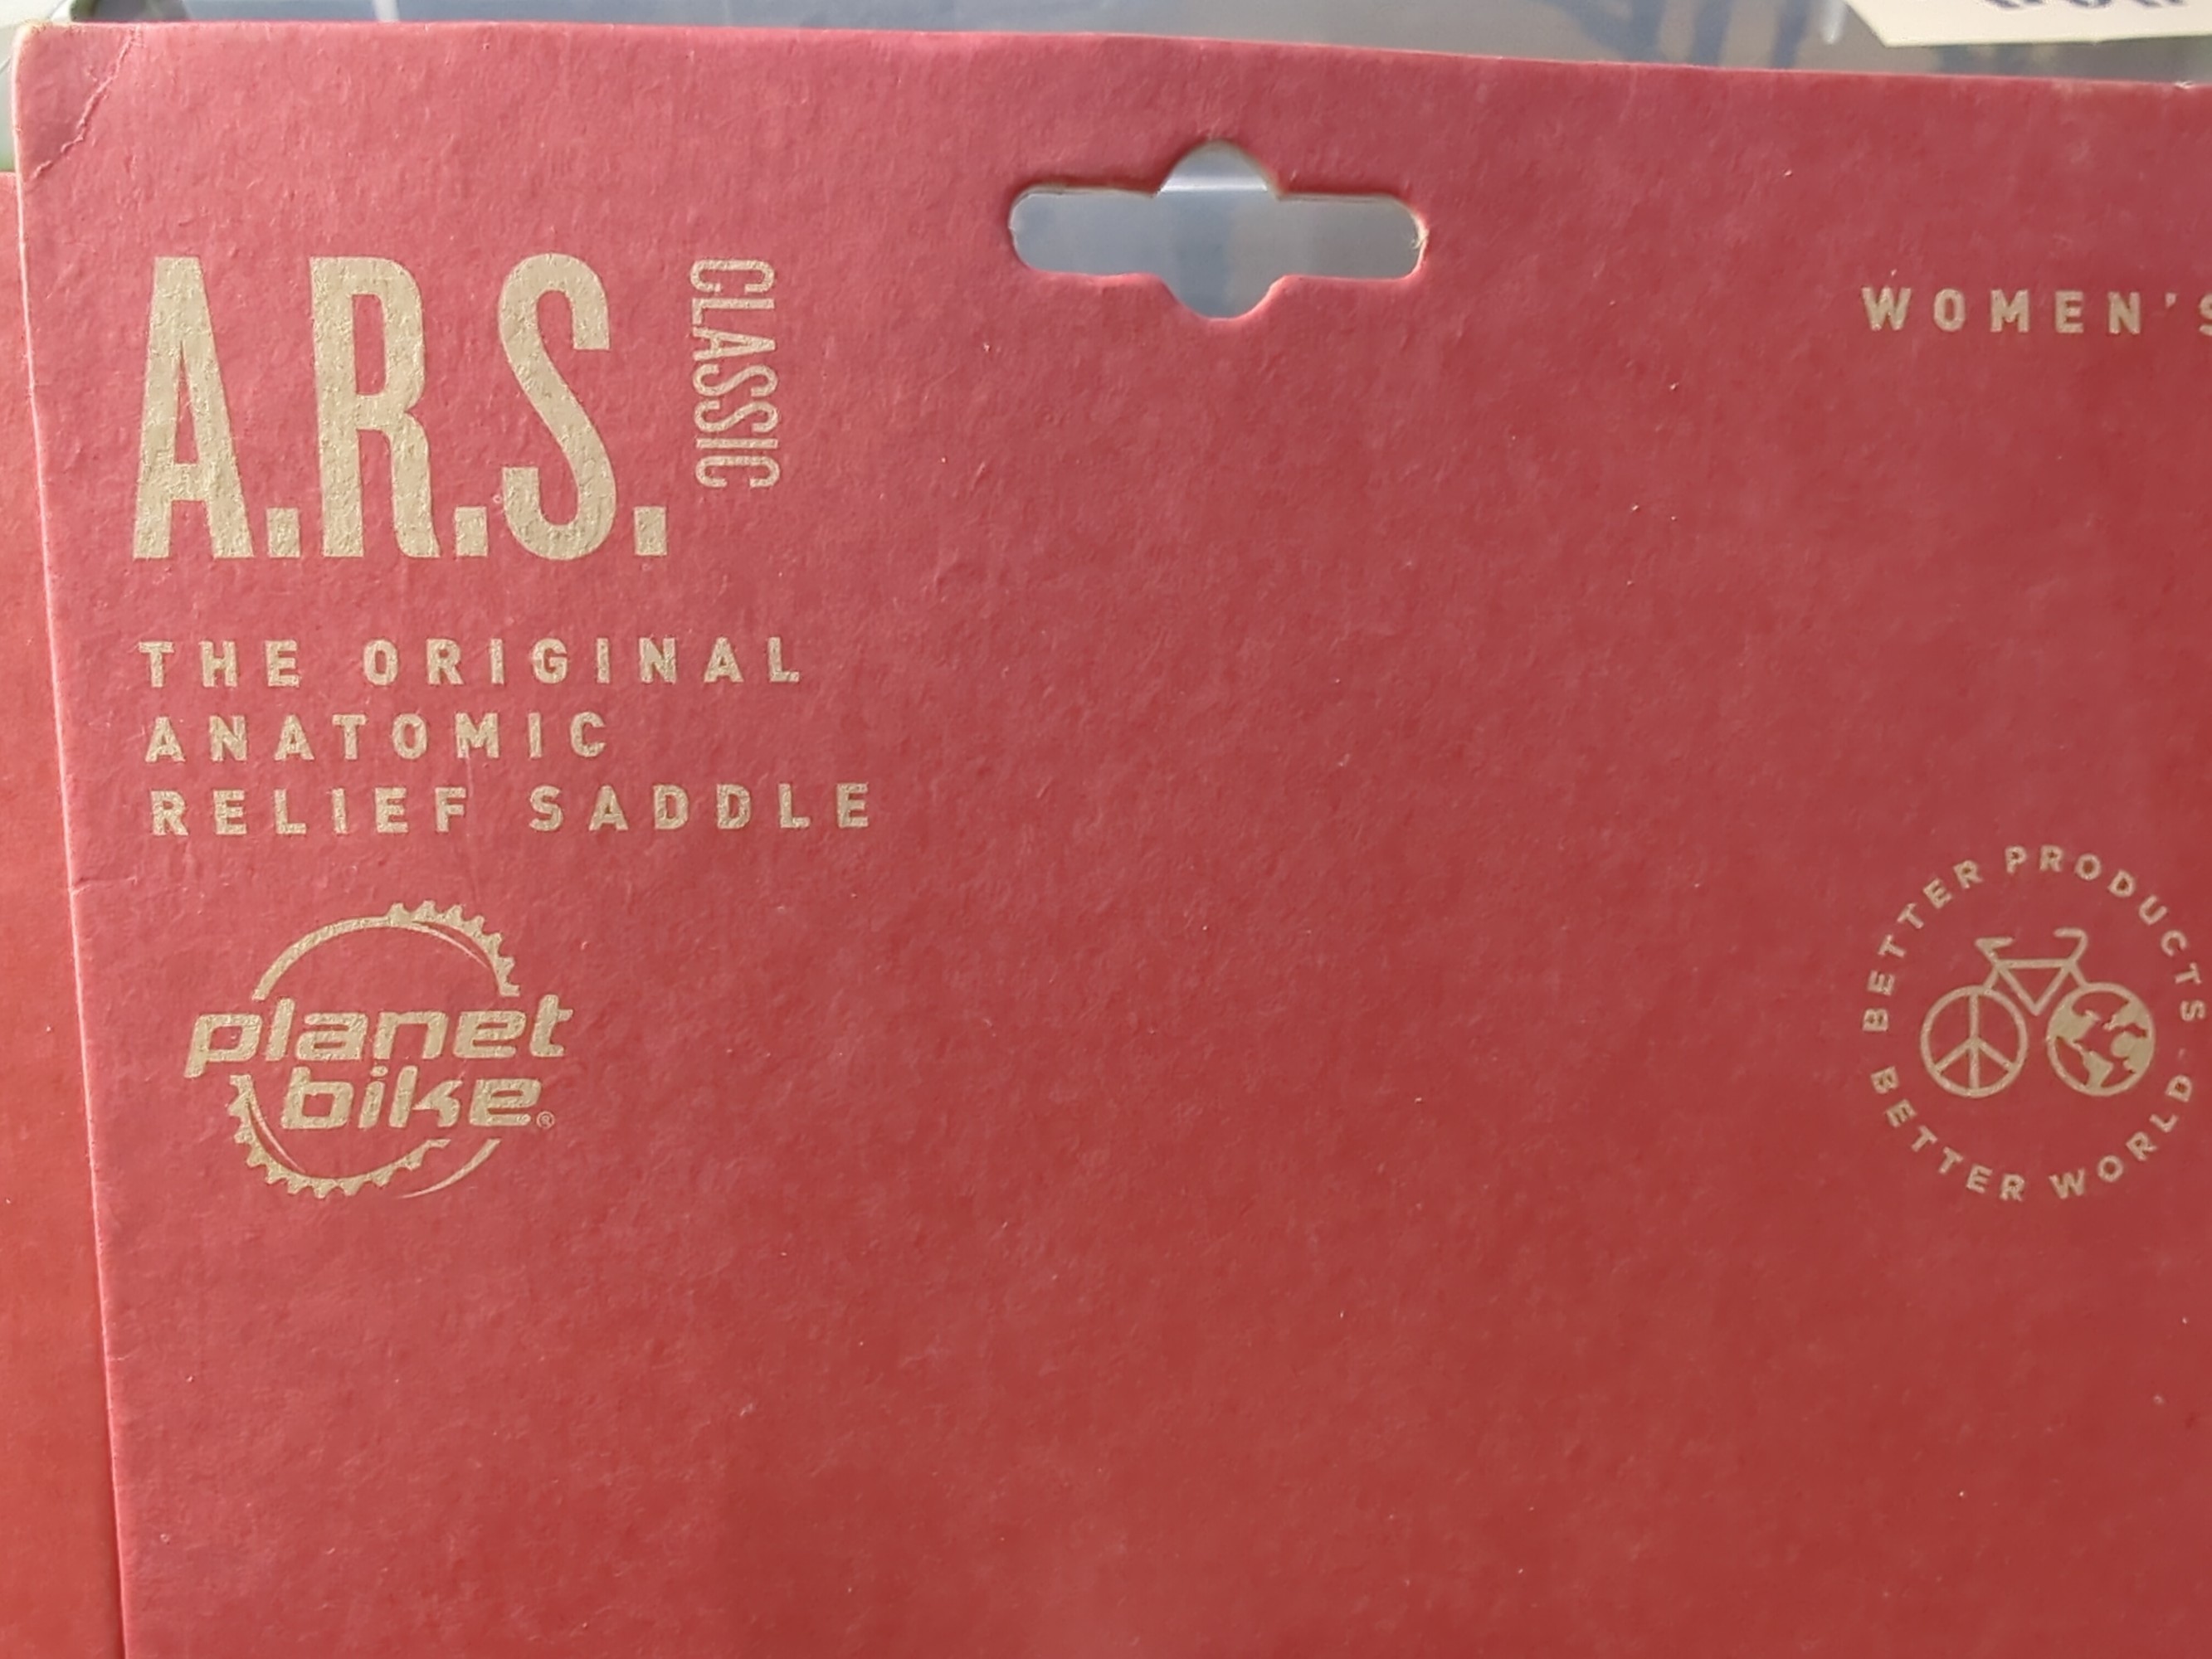 A.R.S.
CLASSIC
WOMEN'S
THE ORIGINAL
ANATOMIC
RELIEF SADDLE
planet
bike®
BETTER PRODUCTS
BETTER WORLD